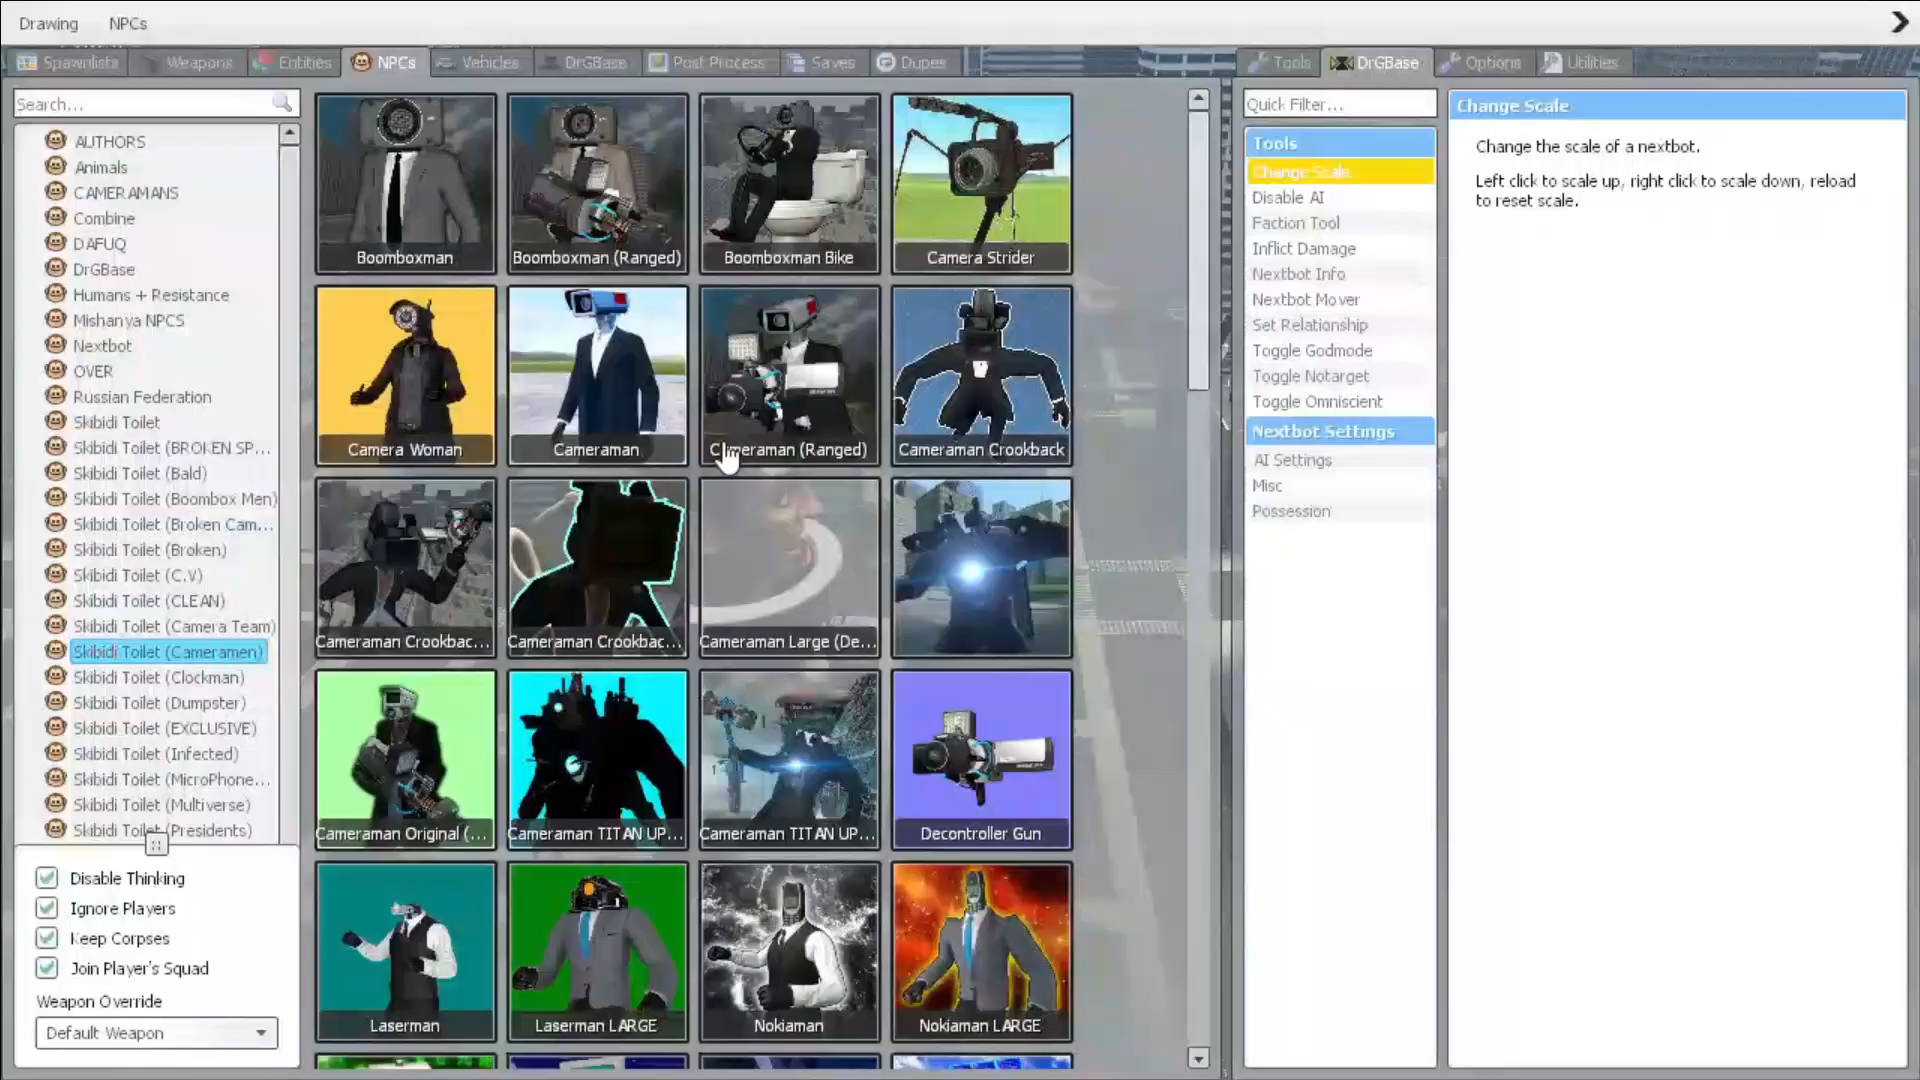 Drawing NPCs
Spawnlists Weapons Entities NPCs Vehicles DrGBase Post Process Saves Dupes
Tools DrGBase Options Utilities
Search...
AUTHORS
Animals
CAMERAMANS
Combine
DAFUQ
DrGBase
Humans + Resistance
Mishanya NPCS
Nextbot
OVER
Russian Federation
Skibidi Toilet
Skibidi Toilet (BROKEN SP...
Skibidi Toilet (Bald)
Skibidi Toilet (Boombox Men)
Skibidi Toilet (Broken Cam...
Skibidi Toilet (Broken)
Skibidi Toilet (C.V)
Skibidi Toilet (CLEAN)
Skibidi Toilet (Camera Team)
Skibidi Toilet (Cameramen)
Skibidi Toilet (Clockman)
Skibidi Toilet (Dumpster)
Skibidi Toilet (EXCLUSIVE)
Skibidi Toilet (Infected)
Skibidi Toilet (MicroPhone...
Skibidi Toilet (Multiverse)
Skibidi Toilet (Presidents)
Disable Thinking
Ignore Players
Keep Corpses
Join Player's Squad
Weapon Override
Default Weapon
Boomboxman
Boomboxman (Ranged)
Boomboxman Bike
Camera Strider
Camera Woman
Cameraman
Cameraman (Ranged)
Cameraman Crookback
Cameraman Crookbac...
Cameraman Crookbac...
Cameraman Large (De...
Cameraman Original (...
Cameraman TITAN UP...
Cameraman TITAN UP...
Decontroller Gun
Laserman
Laserman LARGE
Nokiaman
Nokiaman LARGE
Quick Filter...
Tools
Change Scale
Disable AI
Faction Tool
Inflict Damage
Nextbot Info
Nextbot Mover
Set Relationship
Toggle Godmode
Toggle Notarget
Toggle Omniscient
Nextbot Settings
AI Settings
Misc
Possession
Change Scale
Change the scale of a nextbot.
Left click to scale up, right click to scale down, reload
to reset scale.